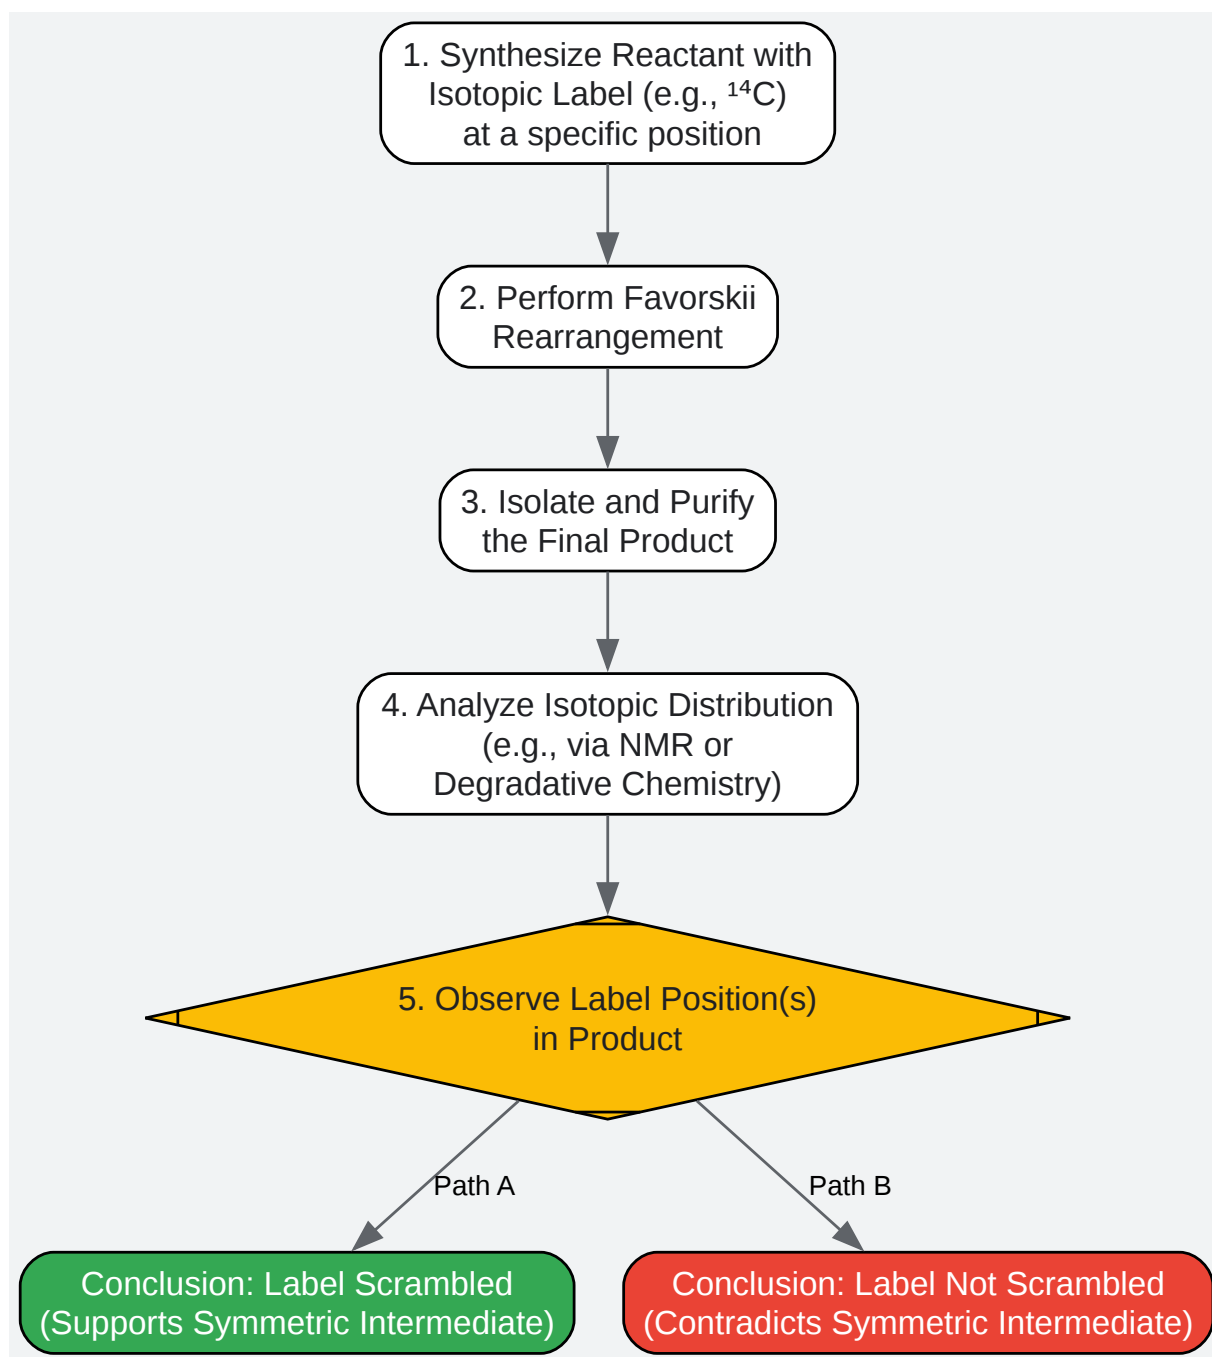 1. Synthesize Reactant with
Isotopic Label (e.g., ¹⁴C)
at a specific position
2. Perform Favorskii
Rearrangement
3. Isolate and Purify
the Final Product
4. Analyze Isotopic Distribution
(e.g., via NMR or
Degradative Chemistry)
5. Observe Label Position(s)
in Product
Path A
Path B
Conclusion: Label Scrambled
(Supports Symmetric Intermediate)
Conclusion: Label Not Scrambled
(Contradicts Symmetric Intermediate)